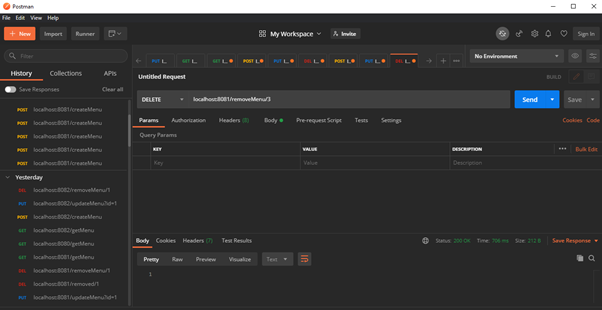 Postman
File Edit View Help
New Import Runner My Workspace Invite Sign In
Filter
History Collections APIs
Save Responses Clear all
POST localhost:8081/createMenu
POST localhost:8081/createMenu
POST localhost:8081/createMenu
POST localhost:8081/createMenu
POST localhost:8081/createMenu
Yesterday
DEL localhost:8082/removeMenu/1
PUT localhost:8082/updateMenu?id=1
POST localhost:8082/createMenu
GET localhost:8082/getMenu
GET localhost:8080/getMenu
GET localhost:8081/getMenu
DEL localhost:8081/removeMenu/1
DEL localhost:8081/removed/1
PUT localhost:8081/updateMenu?id=1
PUT l... GET l... GET l... POST l... PUT l... DEL l... POST l... PUT l... DEL l... No Environment
Untitled Request BUILD
DELETE localhost:8081/removeMenu/3 Send Save
Params Authorization Headers (8) Body Pre-request Script Tests Settings Cookies Code
Query Params
KEY VALUE DESCRIPTION Bulk Edit
Key Value Description
Body Cookies Headers (7) Test Results Status: 200 OK Time: 706 ms Size: 212 B Save Response
Pretty Raw Preview Visualize Text
1